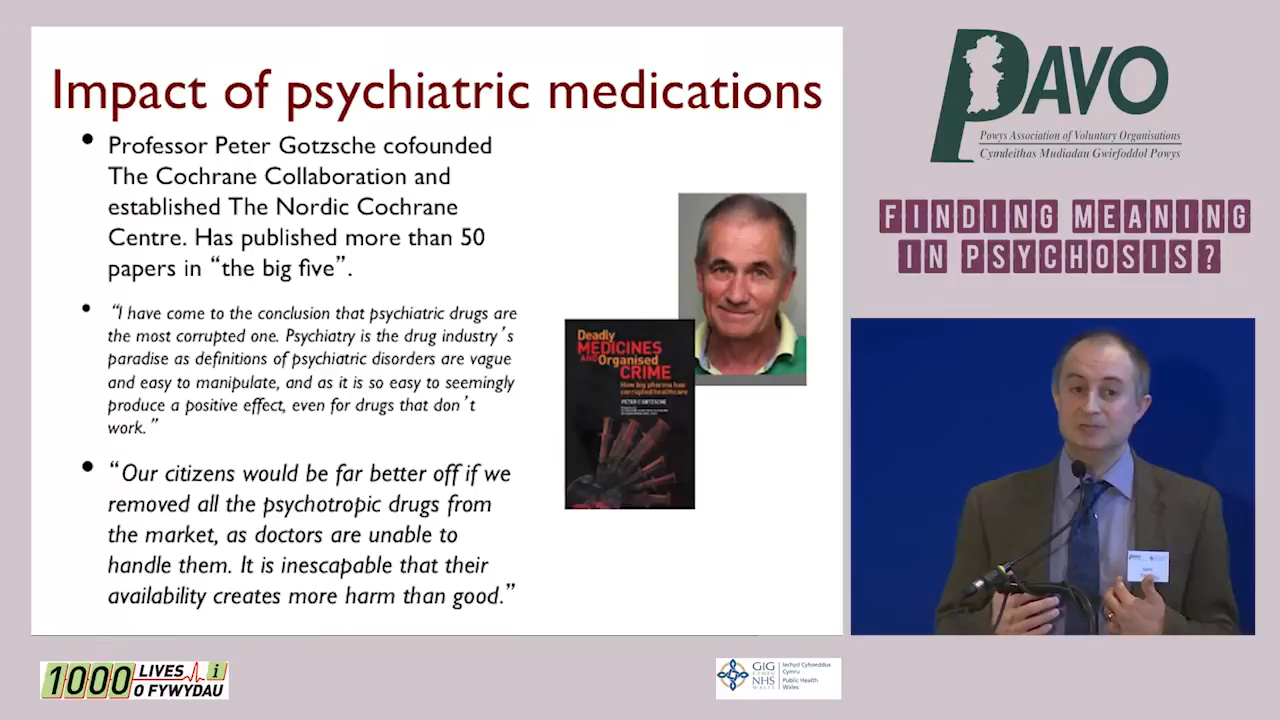 Impact of psychiatric medications
• Professor Peter Gotzsche cofounded
The Cochrane Collaboration and
established The Nordic Cochrane
Centre. Has published more than 50
papers in “the big five”.
• “I have come to the conclusion that psychiatric drugs are
the most corrupted one. Psychiatry is the drug industry’s
paradise as definitions of psychiatric disorders are vague
and easy to manipulate, and as it is so easy to seemingly
produce a positive effect, even for drugs that don’t
work.”
• “Our citizens would be far better off if we
removed all the psychotropic drugs from
the market, as doctors are unable to
handle them. It is inescapable that their
availability creates more harm than good.”
Deadly
MEDICINES
AND Organised
CRIME
How big pharma has
corrupted healthcare
PETER C GØTZSCHE
PAVO
Powys Association of Voluntary Organisations
Cymdeithas Mudiadau Gwirfoddol Powys
FINDING MEANING
IN PSYCHOSIS?
1000 LIVES i
O FYWYDAU
GIG
CYMRU
NHS
WALES
Iechyd Cyhoeddus
Cymru
Public Health
Wales